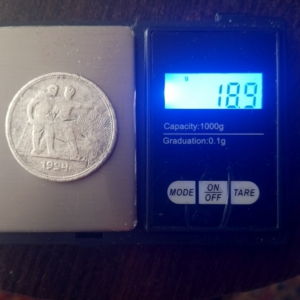 g
18.9
Capacity:1000g
Graduation:0.1g
MODE
ON
OFF
TARE
1924